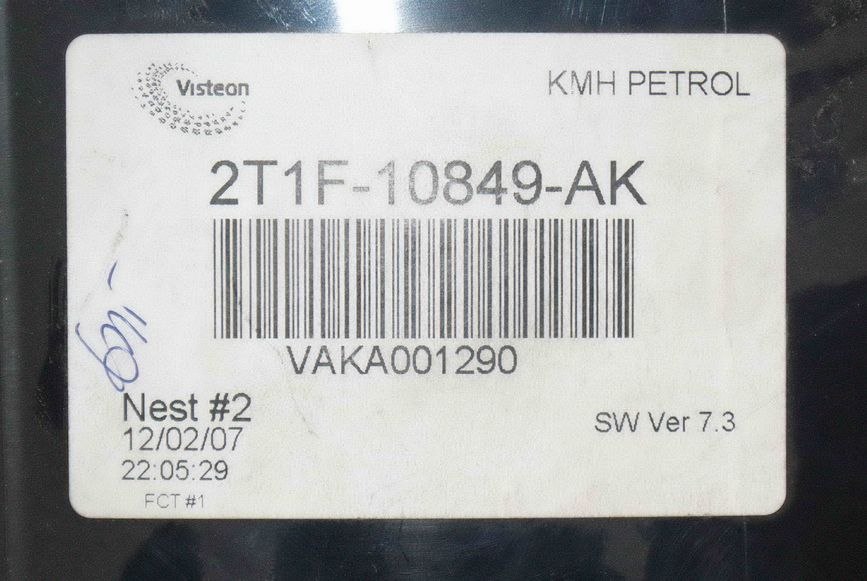 Visteon
KMH PETROL
2T1F-10849-AK
VAKA001290
Nest #2
12/02/07
22:05:29
FCT #1
SW Ver 7.3